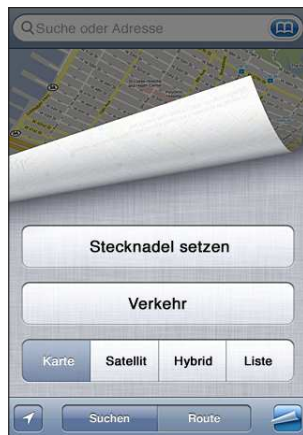 Suche oder Adresse
Stecknadel setzen
Verkehr
Karte Satellit Hybrid Liste
Suchen Route